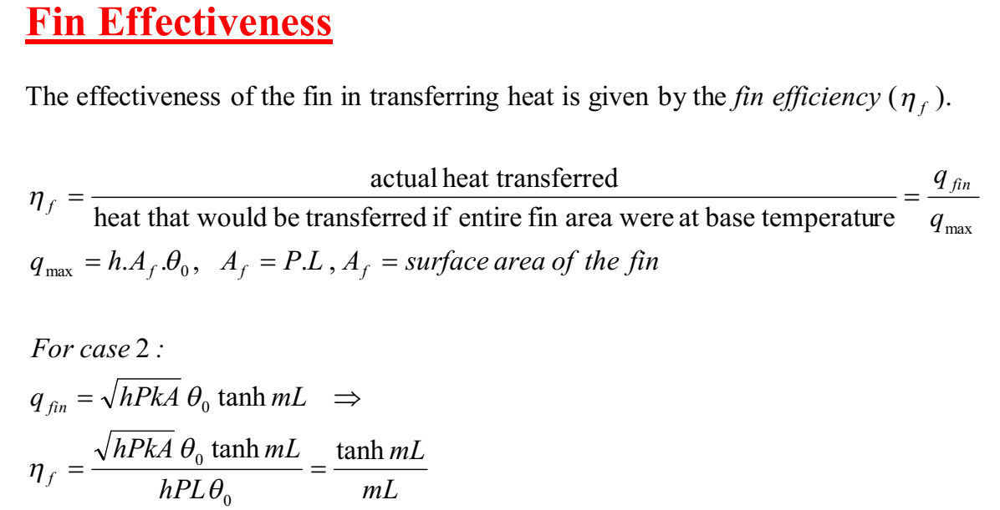 Fin Effectiveness
The effectiveness of the fin in transferring heat is given by the fin efficiency (η_f).
η_f = actual heat transferred / heat that would be transferred if entire fin area were at base temperature = q_fin / q_max
q_max = h.A_f.θ_0, A_f = P.L, A_f = surface area of the fin
For case 2 :
q_fin = √(hPkA) θ_0 tanh mL ⇒
η_f = √(hPkA) θ_0 tanh mL / hPLθ_0 = tanh mL / mL